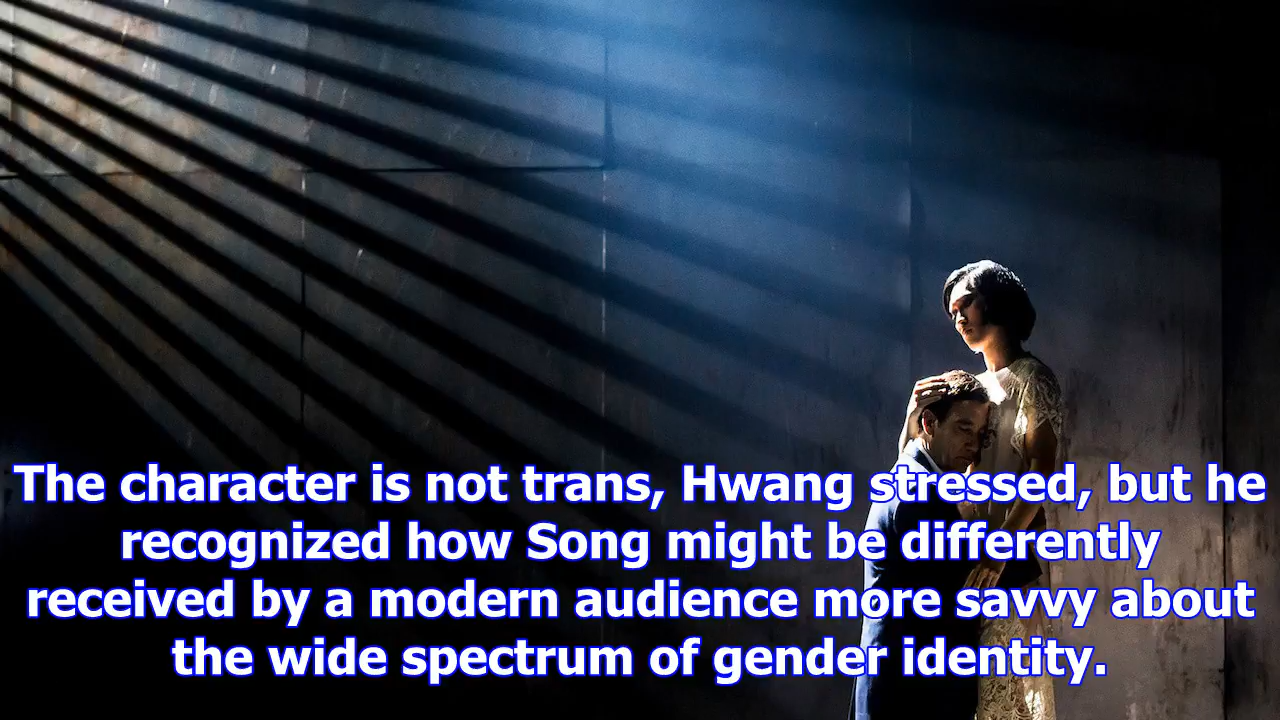 The character is not trans, Hwang stressed, but he
recognized how Song might be differently
received by a modern audience more savvy about
the wide spectrum of gender identity.